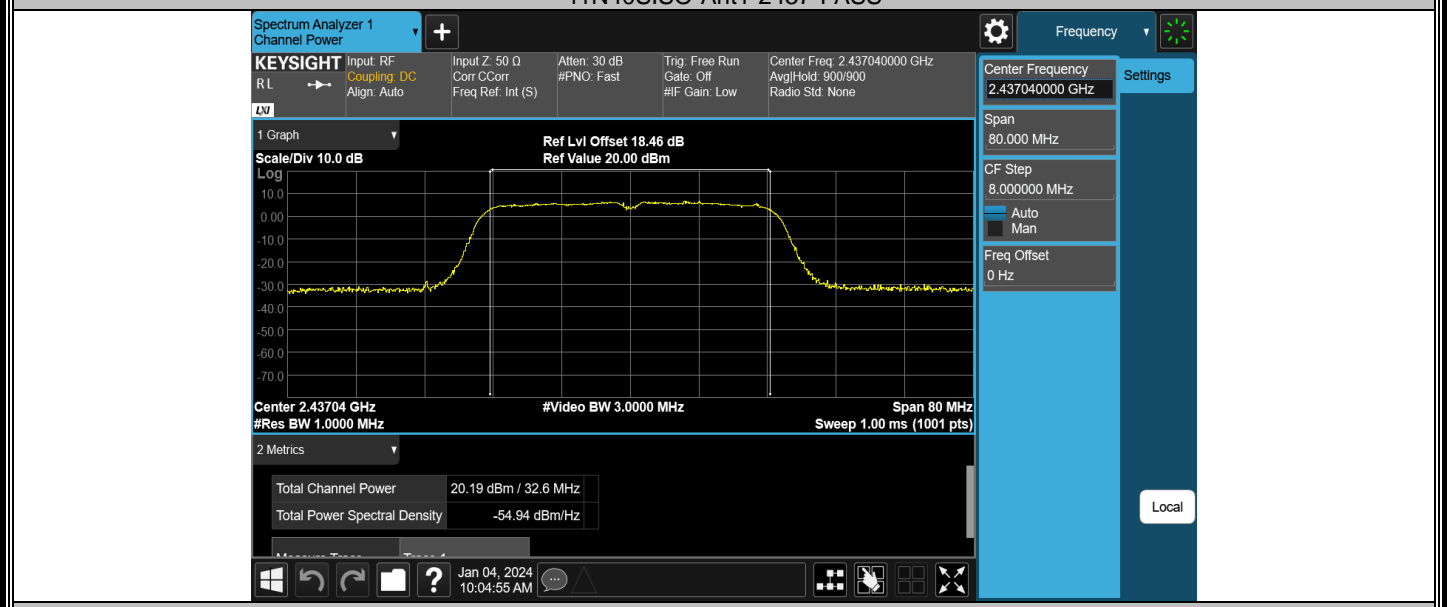 Spectrum Analyzer 1
Channel Power
+
Frequency
KEYSIGHT
RL
LXI
Input: RF
Coupling: DC
Align: Auto
Input Z: 50 Ω
Corr CCorr
Freq Ref: Int (S)
Atten: 30 dB
#PNO: Fast
Trig: Free Run
Gate: Off
#IF Gain: Low
Center Freq: 2.437040000 GHz
Avg|Hold: 900/900
Radio Std: None
Center Frequency
2.437040000 GHz
Settings
Span
80.000 MHz
CF Step
8.000000 MHz
Auto
Man
Freq Offset
0 Hz
1 Graph
Ref Lvl Offset 18.46 dB
Scale/Div 10.0 dB
Ref Value 20.00 dBm
Log
10.0
0.00
-10.0
-20.0
-30.0
-40.0
-50.0
-60.0
-70.0
Center 2.43704 GHz
#Video BW 3.0000 MHz
Span 80 MHz
#Res BW 1.0000 MHz
Sweep 1.00 ms (1001 pts)
2 Metrics
Total Channel Power 20.19 dBm / 32.6 MHz
Total Power Spectral Density -54.94 dBm/Hz
Local
?
Jan 04, 2024
10:04:55 AM